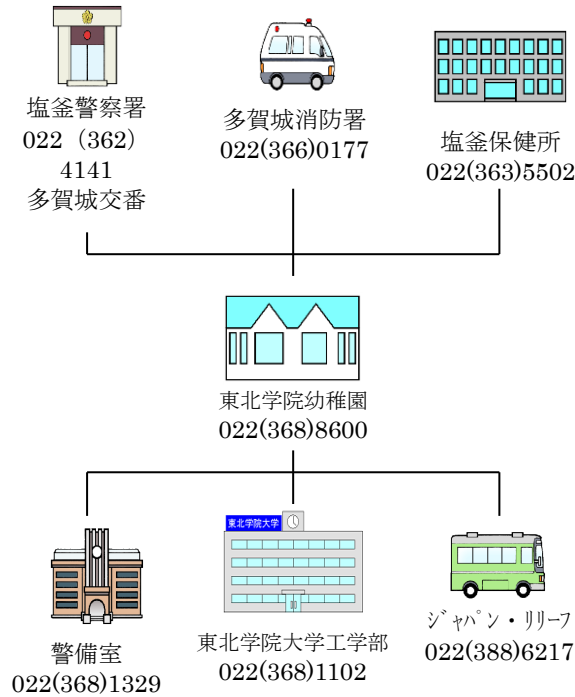 塩釜警察署
022（362）
4141
多賀城交番
多賀城消防署
022(366)0177
塩釜保健所
022(363)5502
東北学院幼稚園
022(368)8600
警備室
022(368)1329
東北学院大学
東北学院大学工学部
022(368)1102
ｼﾞｬﾊﾟﾝ・ﾘﾘｰﾌ
022(388)6217